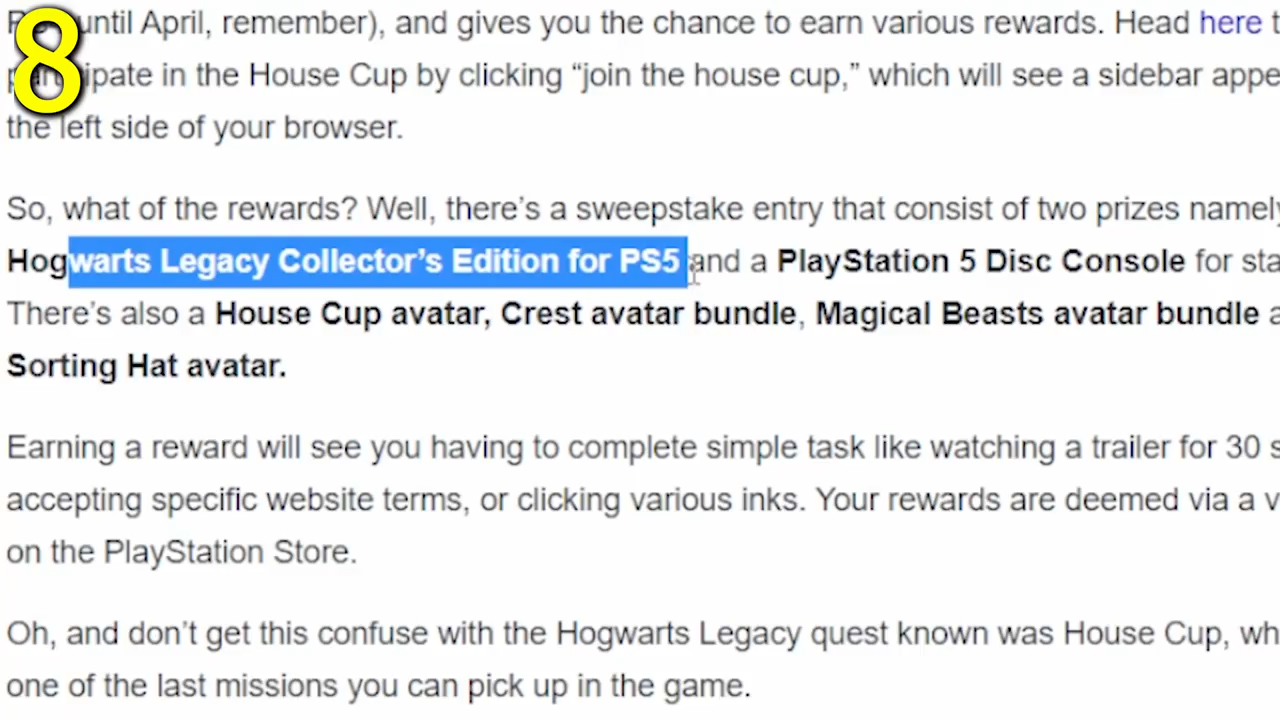 8
until April, remember), and gives you the chance to earn various rewards. Head here
participate in the House Cup by clicking “join the house cup,” which will see a sidebar appe
the left side of your browser.
So, what of the rewards? Well, there’s a sweepstake entry that consist of two prizes namely
Hogwarts Legacy Collector’s Edition for PS5 and a PlayStation 5 Disc Console for sta
There’s also a House Cup avatar, Crest avatar bundle, Magical Beasts avatar bundle a
Sorting Hat avatar.
Earning a reward will see you having to complete simple task like watching a trailer for 30 s
accepting specific website terms, or clicking various inks. Your rewards are deemed via a v
on the PlayStation Store.
Oh, and don’t get this confuse with the Hogwarts Legacy quest known was House Cup, wh
one of the last missions you can pick up in the game.